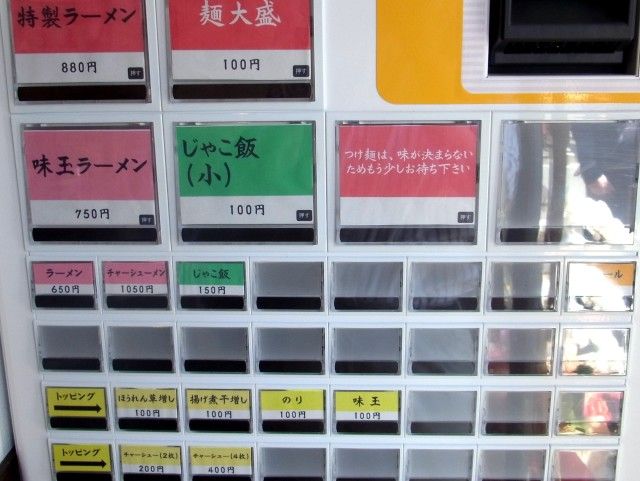 特製ラーメン
880円
押す
麺大盛
100円
押す
味玉ラーメン
750円
押す
じゃこ飯
(小)
100円
押す
つけ麺は、味が決まらない
ためもう少しお待ち下さい
押す
ラーメン
650円
チャーシューメン
1050円
じゃこ飯
150円
ール
トッピング
ほうれん草増し
100円
揚げ煮干増し
100円
のり
100円
味玉
100円
トッピング
チャーシュー(2枚)
200円
チャーシュー(4枚)
400円